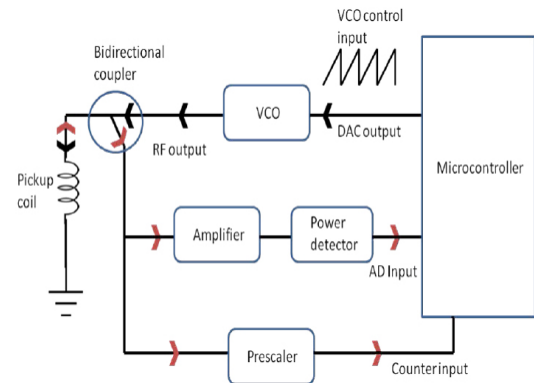 VCO control
input
Bidirectional
coupler
VCO
DAC output
RF output
Microcontroller
Pickup
coil
Amplifier
Power
detector
AD Input
Prescaler
Counterinput